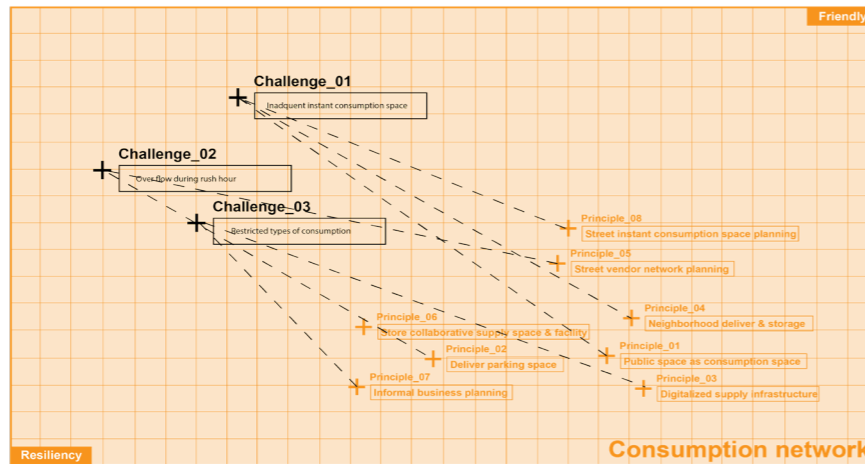 Friendly
Challenge_01
Inadquent instant consumption space
Challenge_02
Over flow during rush hour
Challenge_03
Restricted types of consumption
Principle_08
Street instant consumption space planning
Principle_05
Street vendor network planning
Principle_04
Neighborhood deliver & storage
Principle_06
Store collaborative supply space & facility
Principle_02
Deliver parking space
Principle_01
Public space as consumption space
Principle_07
Informal business planning
Principle_03
Digitalized supply infrastructure
Resiliency
Consumption network